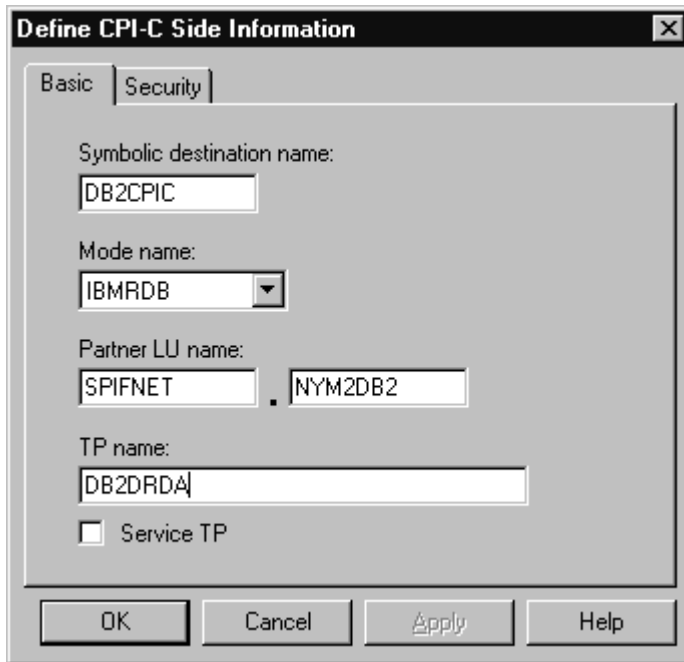 Define CPI-C Side Information
Basic Security
Symbolic destination name:
DB2CPIC
Mode name:
IBMRDB
Partner LU name:
SPIFNET . NYM2DB2
TP name:
DB2DRDA
Service TP
OK Cancel Apply Help